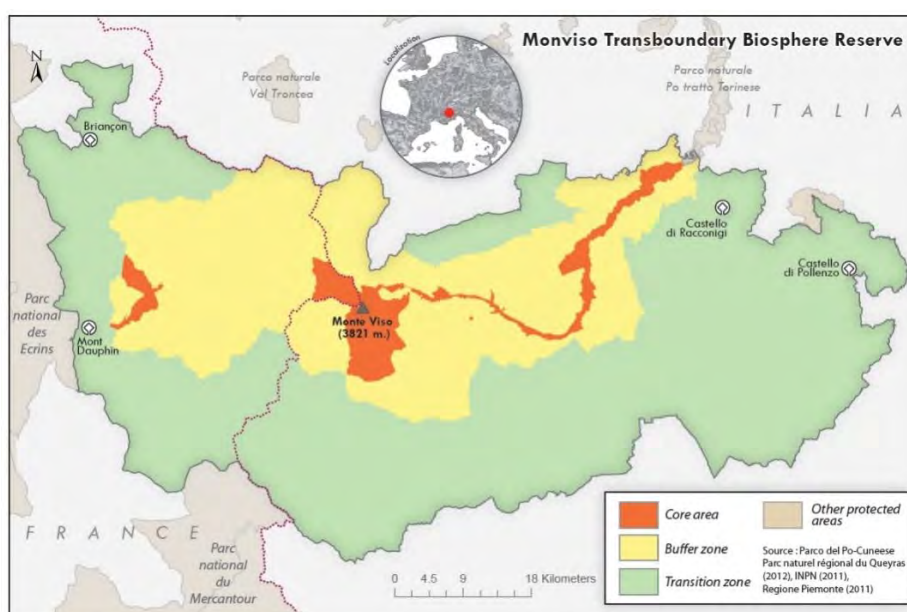 Monviso Transboundary Biosphere Reserve
N
Localization
Parco naturale
Val Troncea
Parco naturale
Po tratto Torinese
ITALIA
Briançon
Castello
di Racconigi
Castello
di Pollenzo
Parc
national
des
Ecrins
Mont
Dauphin
Monte Viso
(3821 m.)
FRANCE
Parc
national
du
Mercantour
0 4.5 9 18 Kilometers
Core area
Buffer zone
Transition zone
Other protected
areas
Source : Parco del Po-Cuneese
Parc naturel régional du Queyras
(2012), INPN (2011),
Regione Piemonte (2011)